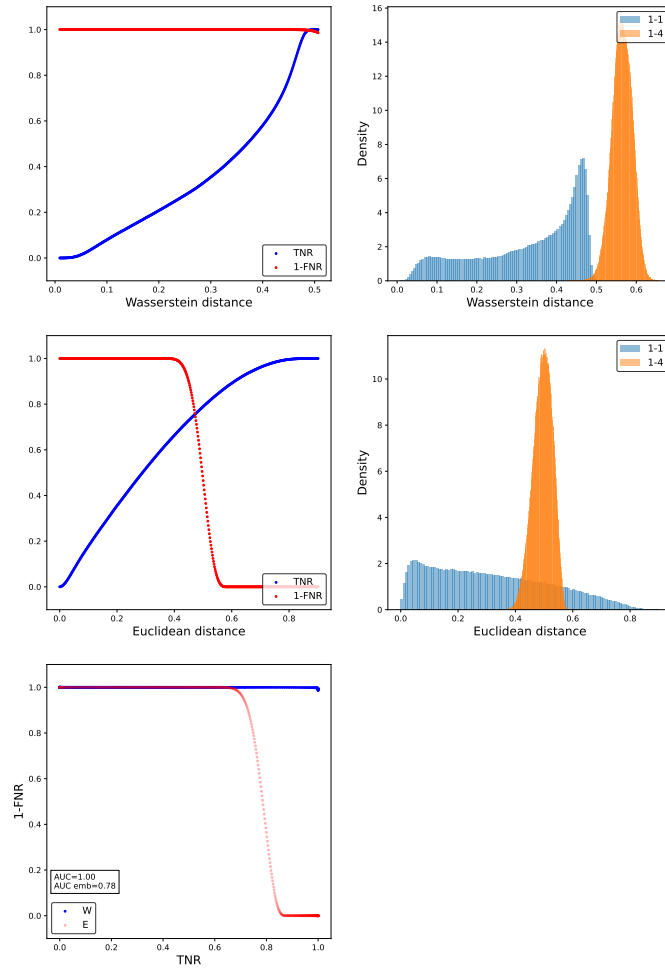 1.0
0.8
0.6
0.4
0.2
0.0
0.0 0.1 0.2 0.3 0.4 0.5
Wasserstein distance
TNR
1-FNR
16
14
12
10
8
6
4
2
0
Density
0.0 0.1 0.2 0.3 0.4 0.5 0.6
Wasserstein distance
1-1
1-4
1.0
0.8
0.6
0.4
0.2
0.0
0.0 0.2 0.4 0.6 0.8
Euclidean distance
TNR
1-FNR
10
8
6
4
2
0
Density
0.0 0.2 0.4 0.6 0.8
Euclidean distance
1-1
1-4
1.0
0.8
0.6
0.4
0.2
0.0
1-FNR
AUC=1.00
AUC emb=0.78
W
E
0.0 0.2 0.4 0.6 0.8 1.0
TNR